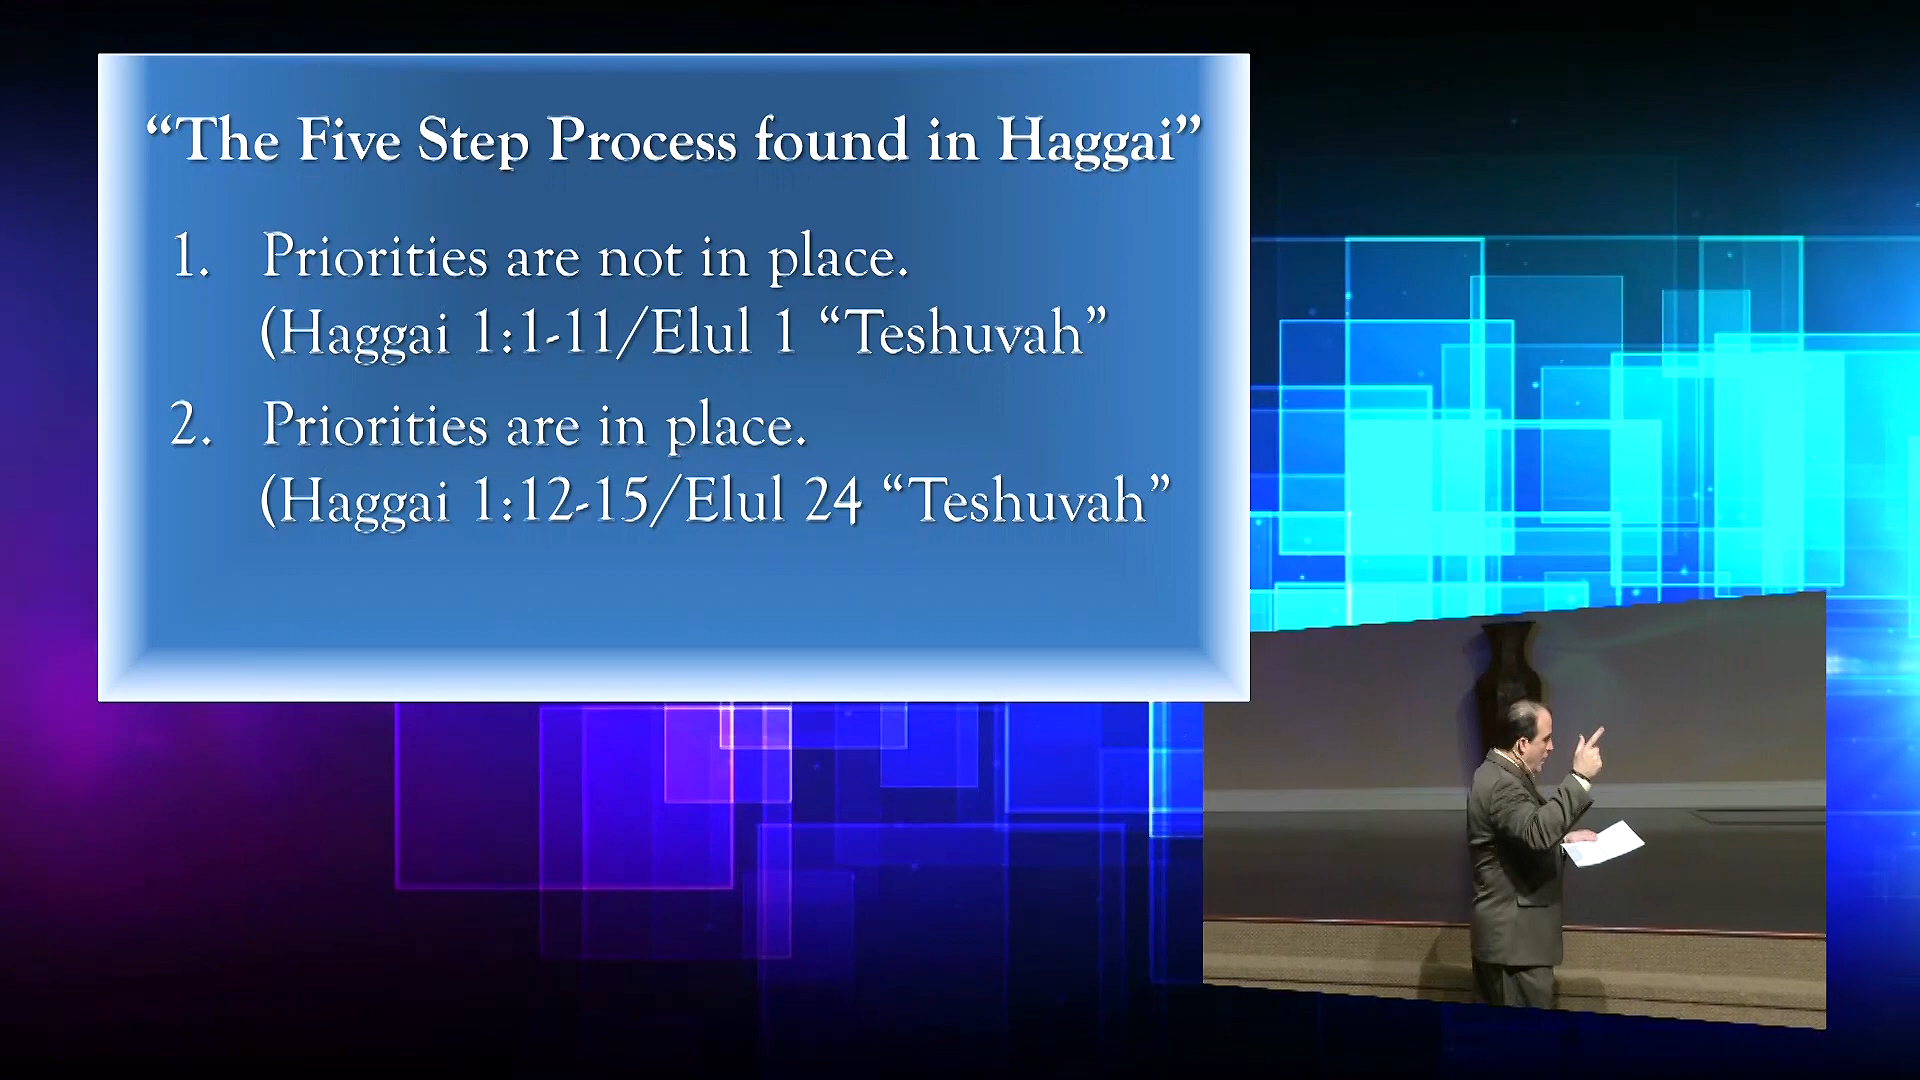 “The Five Step Process found in Haggai”
1. Priorities are not in place.
(Haggai 1:1-11/Elul 1 “Teshuvah”
2. Priorities are in place.
(Haggai 1:12-15/Elul 24 “Teshuvah”